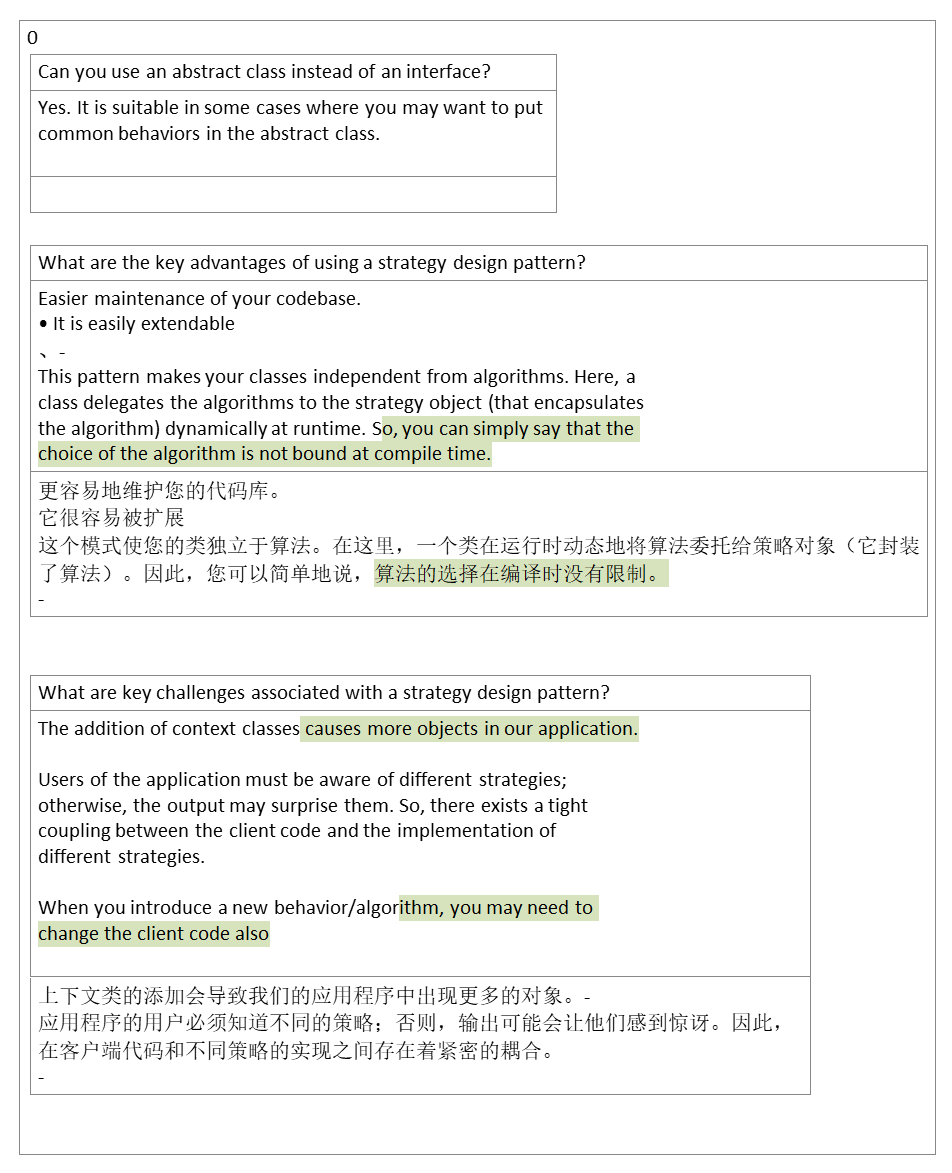 0
Can you use an abstract class instead of an interface?
Yes. It is suitable in some cases where you may want to put
common behaviors in the abstract class.
What are the key advantages of using a strategy design pattern?
Easier maintenance of your codebase.
• It is easily extendable
、-
This pattern makes your classes independent from algorithms. Here, a
class delegates the algorithms to the strategy object (that encapsulates
the algorithm) dynamically at runtime. So, you can simply say that the
choice of the algorithm is not bound at compile time.
更容易地维护您的代码库。
它很容易被扩展
这个模式使您的类独立于算法。在这里，一个类在运行时动态地将算法委托给策略对象（它封装
了算法）。因此，您可以简单地说，算法的选择在编译时没有限制。
-
What are key challenges associated with a strategy design pattern?
The addition of context classes causes more objects in our application.
Users of the application must be aware of different strategies;
otherwise, the output may surprise them. So, there exists a tight
coupling between the client code and the implementation of
different strategies.
When you introduce a new behavior/algorithm, you may need to
change the client code also
上下文类的添加会导致我们的应用程序中出现更多的对象。-
应用程序的用户必须知道不同的策略；否则，输出可能会让他们感到惊讶。因此，
在客户端代码和不同策略的实现之间存在着紧密的耦合。
-